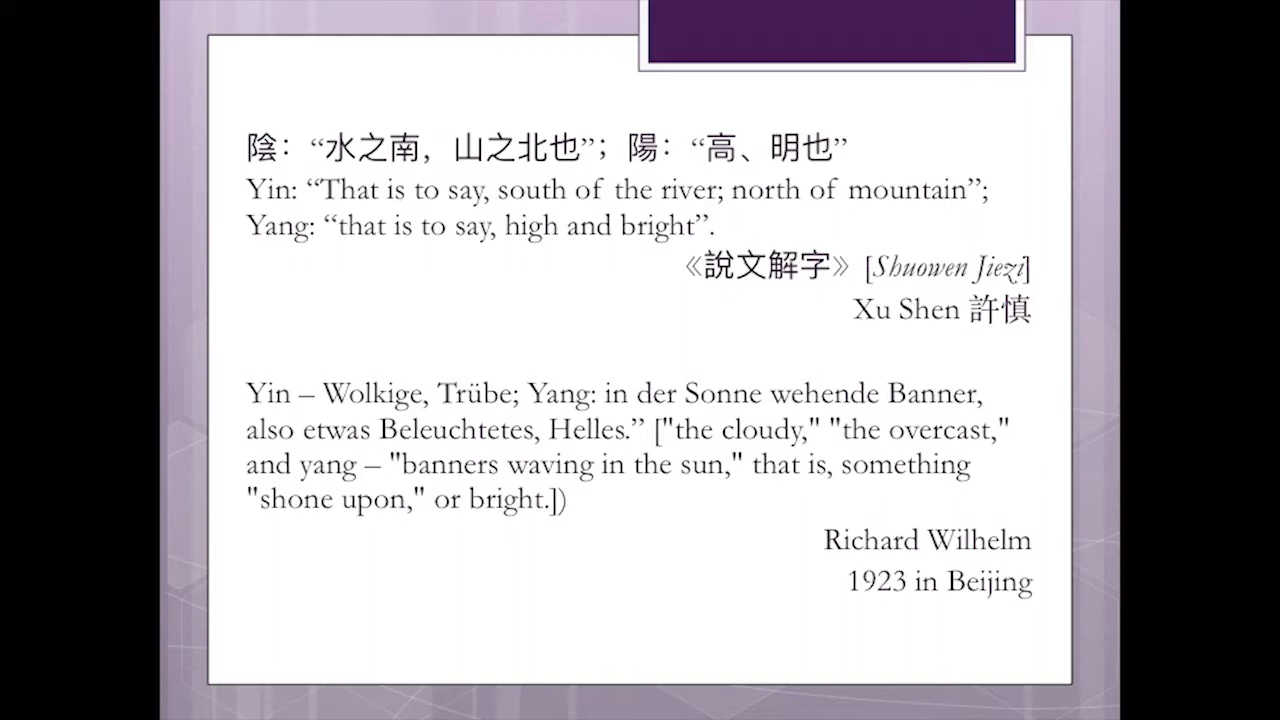 陰：“水之南，山之北也”；陽：“高、明也”
Yin: “That is to say, south of the river; north of mountain”;
Yang: “that is to say, high and bright”.
《說文解字》 [Shuowen Jiezi]
Xu Shen 許慎
Yin – Wolkige, Trübe; Yang: in der Sonne wehende Banner,
also etwas Beleuchtetes, Helles.” ["the cloudy," "the overcast,"
and yang – "banners waving in the sun," that is, something
"shone upon," or bright.])
Richard Wilhelm
1923 in Beijing